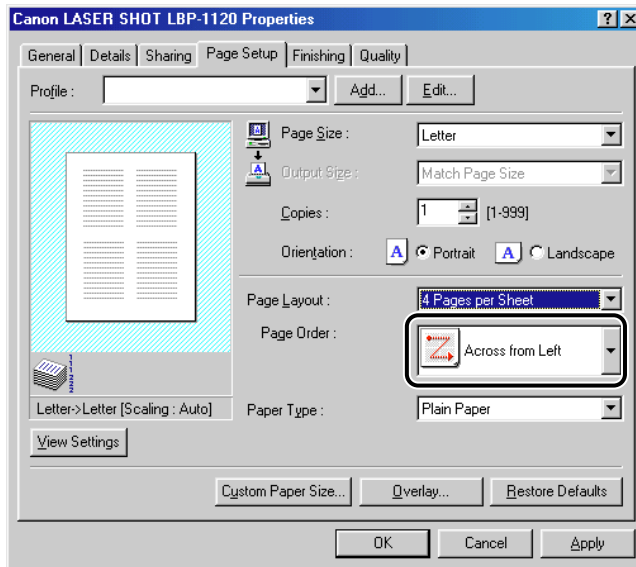 Canon LASER SHOT LBP-1120 Properties
General Details Sharing Page Setup Finishing Quality
Profile : Add... Edit...
Page Size : Letter
Output Size : Match Page Size
Copies : 1 [1-999]
Orientation : A Portrait A Landscape
Page Layout : 4 Pages per Sheet
Page Order : Across from Left
Letter->Letter [Scaling : Auto] Paper Type : Plain Paper
View Settings
Custom Paper Size... Overlay... Restore Defaults
OK Cancel Apply